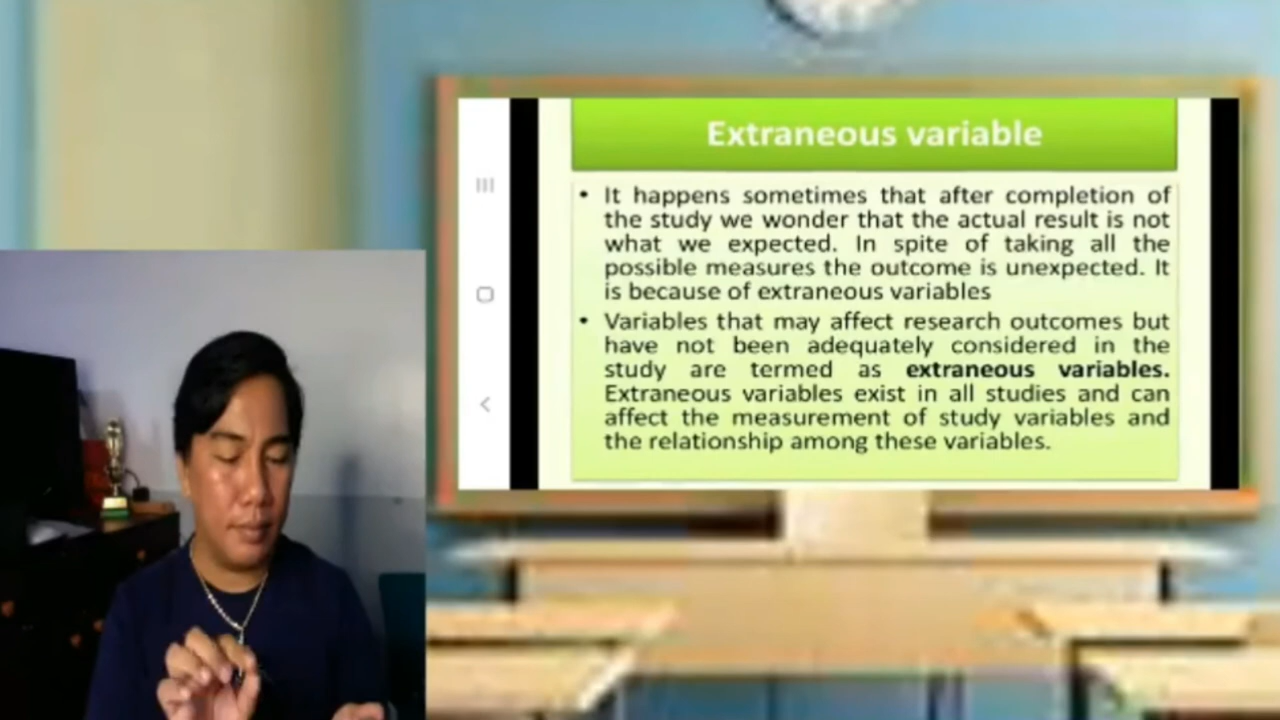 Extraneous variable
• It happens sometimes that after completion of
the study we wonder that the actual result is not
what we expected. In spite of taking all the
possible measures the outcome is unexpected. It
is because of extraneous variables
• Variables that may affect research outcomes but
have not been adequately considered in the
study are termed as extraneous variables.
Extraneous variables exist in all studies and can
affect the measurement of study variables and
the relationship among these variables.